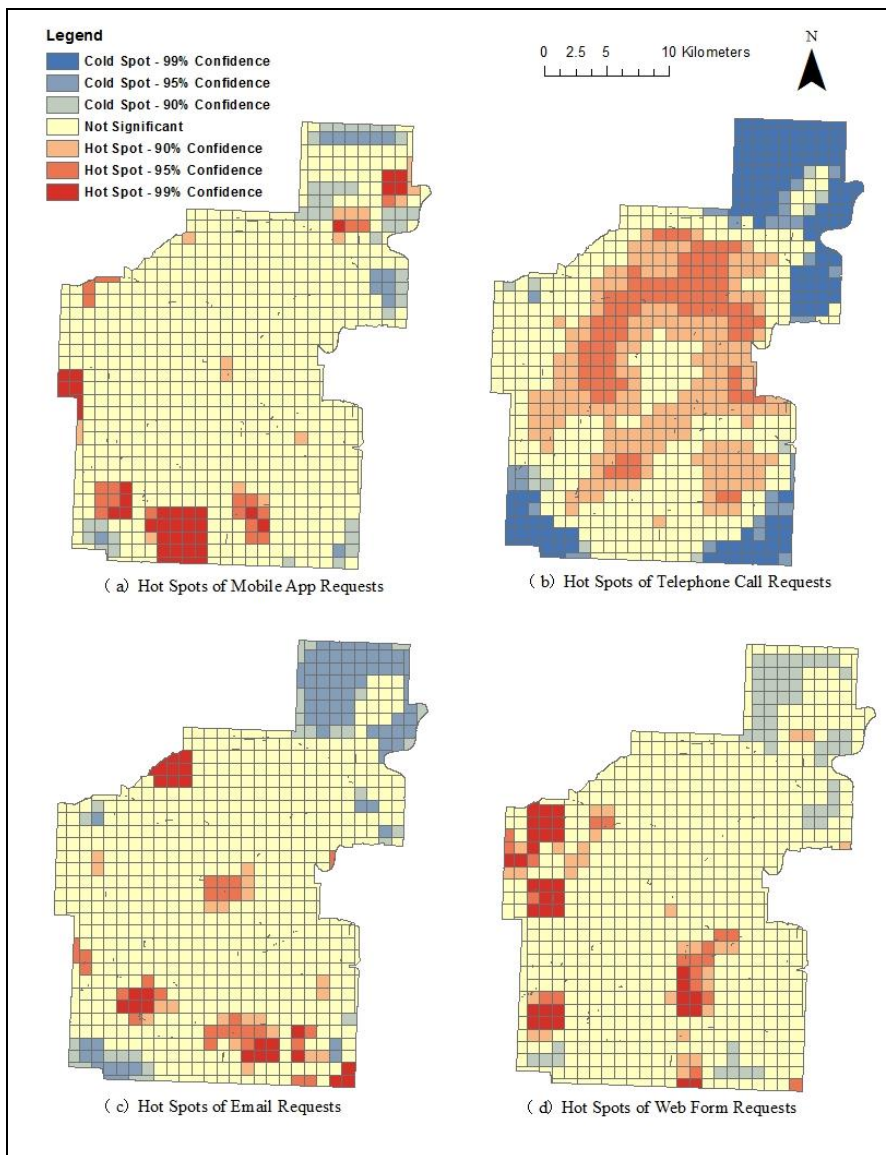 Legend
Cold Spot - 99% Confidence
Cold Spot - 95% Confidence
Cold Spot - 90% Confidence
Not Significant
Hot Spot - 90% Confidence
Hot Spot - 95% Confidence
Hot Spot - 99% Confidence
0 2.5 5 10 Kilometers
N
( a) Hot Spots of Mobile App Requests
( b) Hot Spots of Telephone Call Requests
( c) Hot Spots of Email Requests
( d) Hot Spots of Web Form Requests